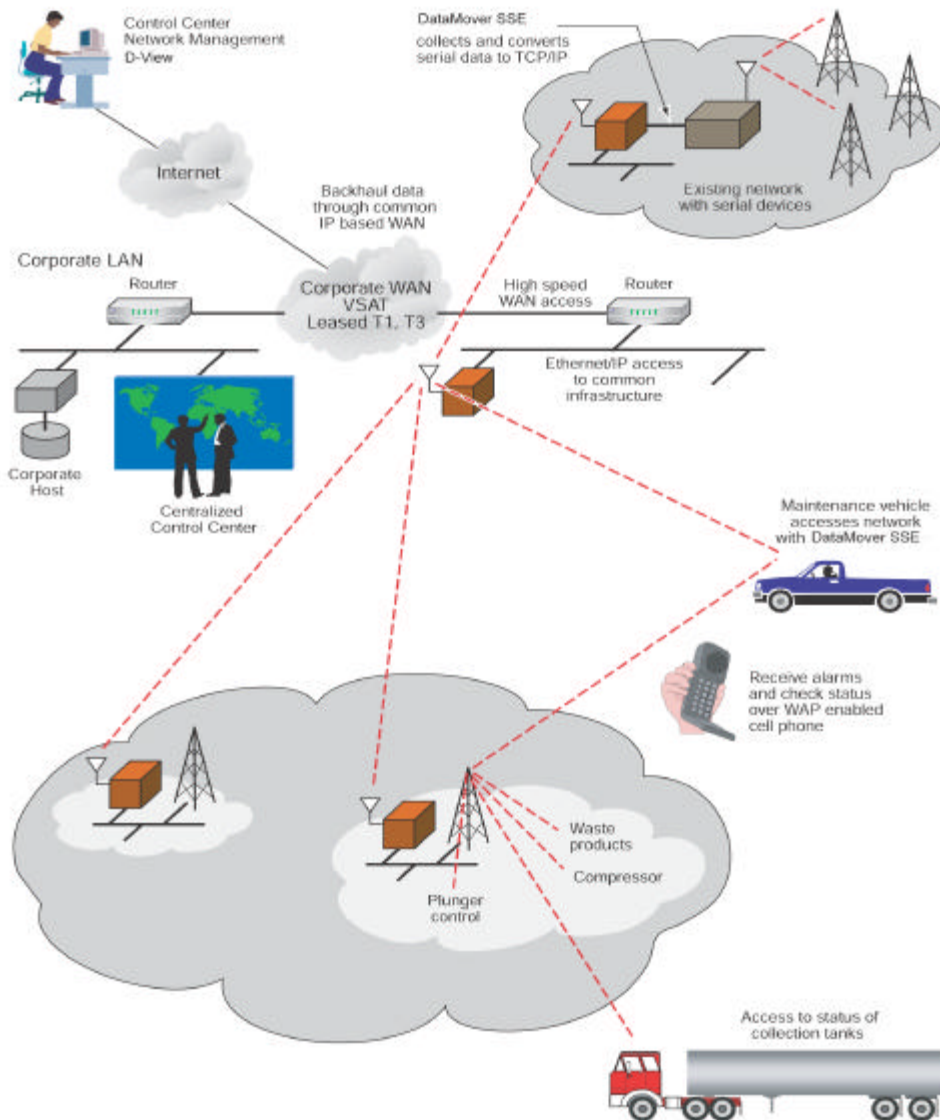 Control Center
Network Management
D-View
DataMover SSE
collects and converts
serial data to TCP/IP
Internet
Existing network
with serial devices
Backhaul data
through common
IP based WAN
Corporate LAN
Router
Corporate WAN
VSAT
Leased T1, T3
High speed
WAN access
Router
Ethernet/IP access
to common
infrastructure
Corporate
Host
Centralized
Control Center
Maintenance vehicle
accesses network
with DataMover SSE
Receive alarms
and check status
over WAP enabled
cell phone
Waste
products
Compressor
Plunger
control
Access to status of
collection tanks